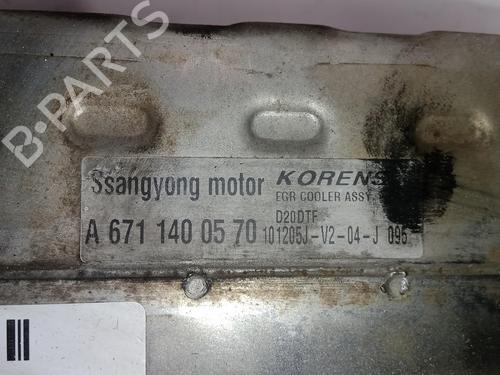 B-PARTS
Ssangyong motor KORENS
EGR COOLER ASSY
D20DTF
A 671 140 05 70 101205J-V2-04-J 095